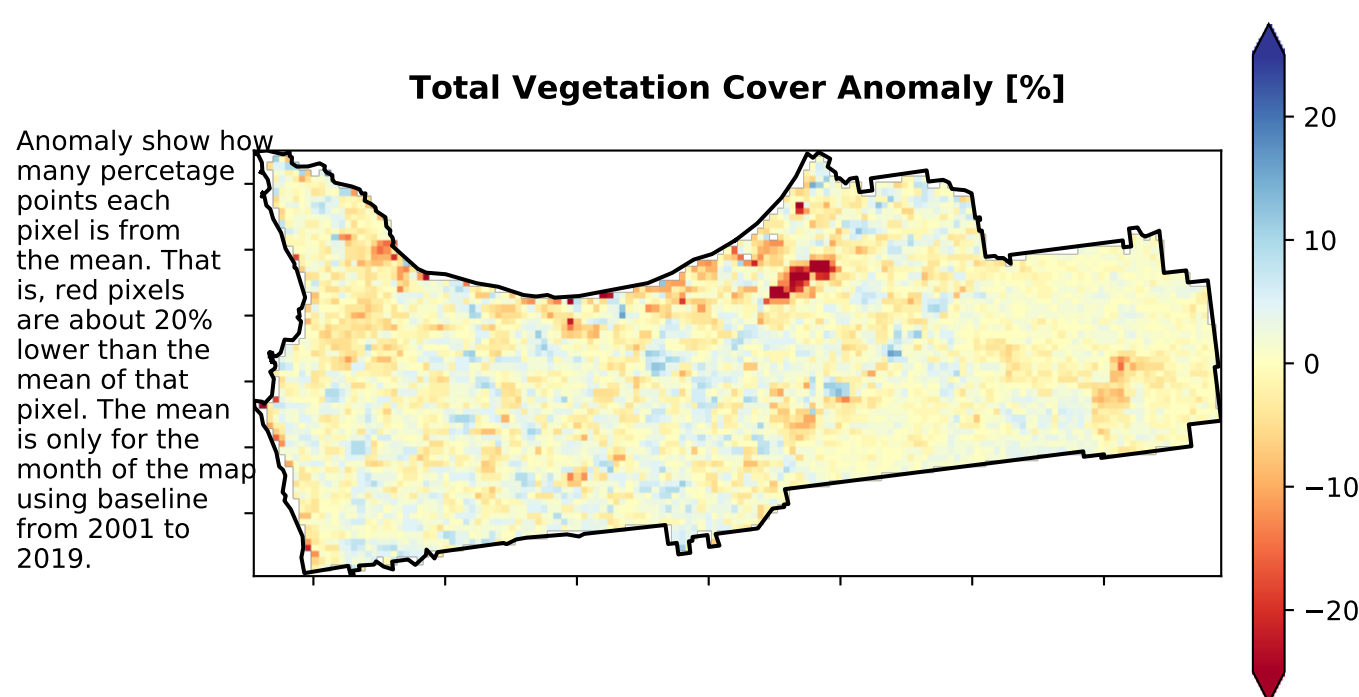 Total Vegetation Cover Anomaly [%]
Anomaly show how
many percetage
points each
pixel is from
the mean. That
is, red pixels
are about 20%
lower than the
mean of that
pixel. The mean
is only for the
month of the map
using baseline
from 2001 to
2019.
20
10
0
−10
−20